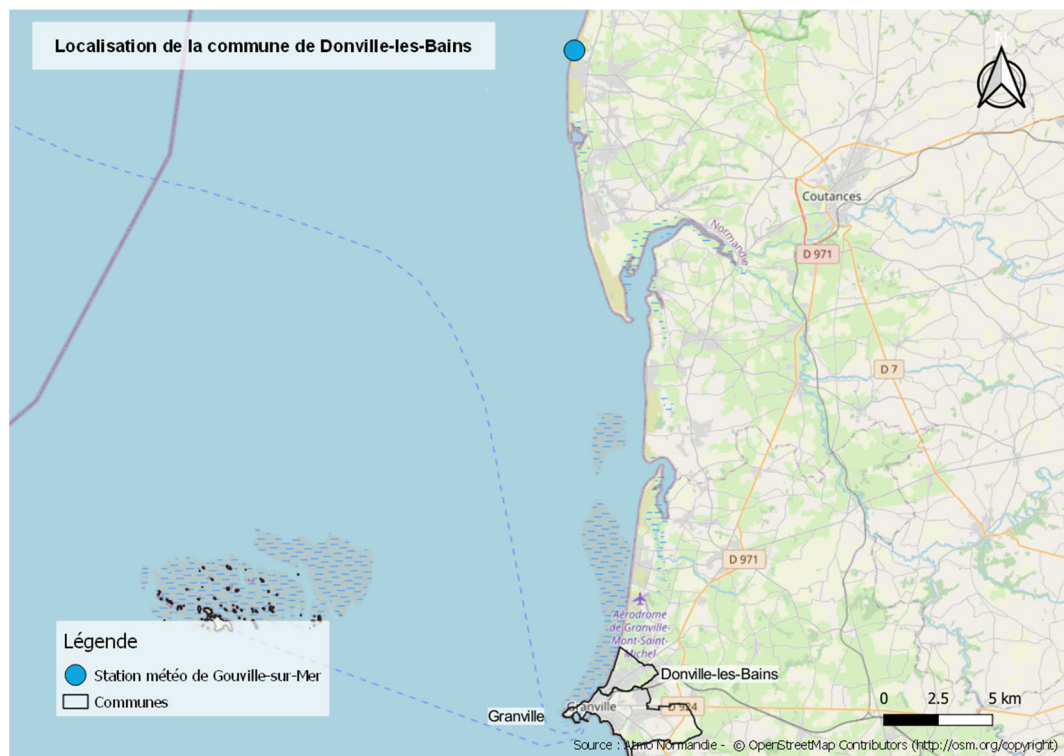 Localisation de la commune de Donville-les-Bains
N
Coutances
Normandie
D 971
D 7
D 971
Aérodrome
de Granville-
Mont-Saint-
Michel
Légende
Station météo de Gouville-sur-Mer
Communes
Donville-les-Bains
Granville
D 924
Granville
0 2.5 5 km
Source : Atmo Normandie - © OpenStreetMap Contributors (http://osm.org/copyright)